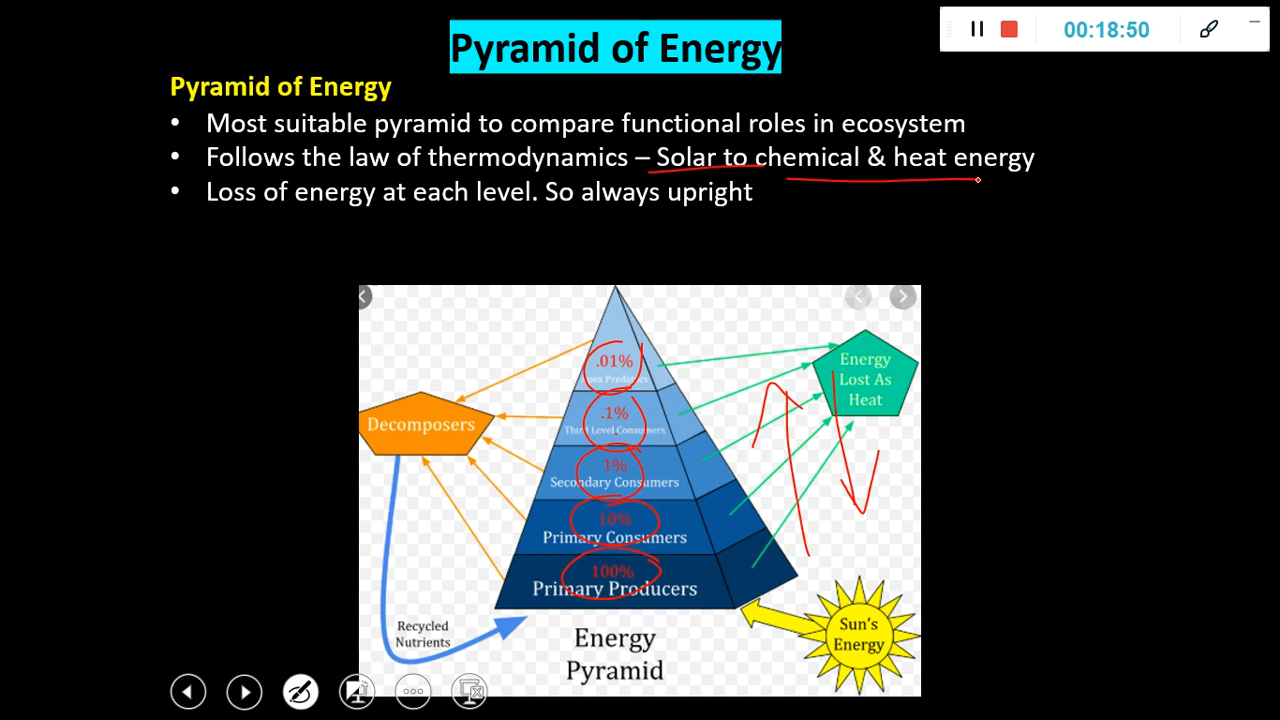 Pyramid of Energy
00:18:50
Pyramid of Energy
• Most suitable pyramid to compare functional roles in ecosystem
• Follows the law of thermodynamics – Solar to chemical & heat energy
• Loss of energy at each level. So always upright
.01%
Predators
.1%
Third Level Consumers
1%
Secondary Consumers
10%
Primary Consumers
100%
Primary Producers
Decomposers
Energy
Lost As
Heat
Recycled
Nutrients
Sun's
Energy
Energy
Pyramid